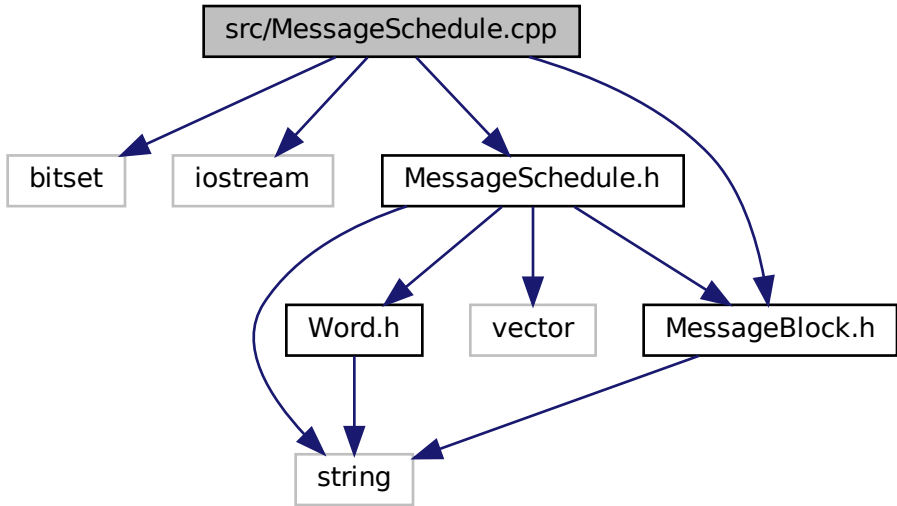 src/MessageSchedule.cpp
bitset
iostream
MessageSchedule.h
Word.h
vector
MessageBlock.h
string